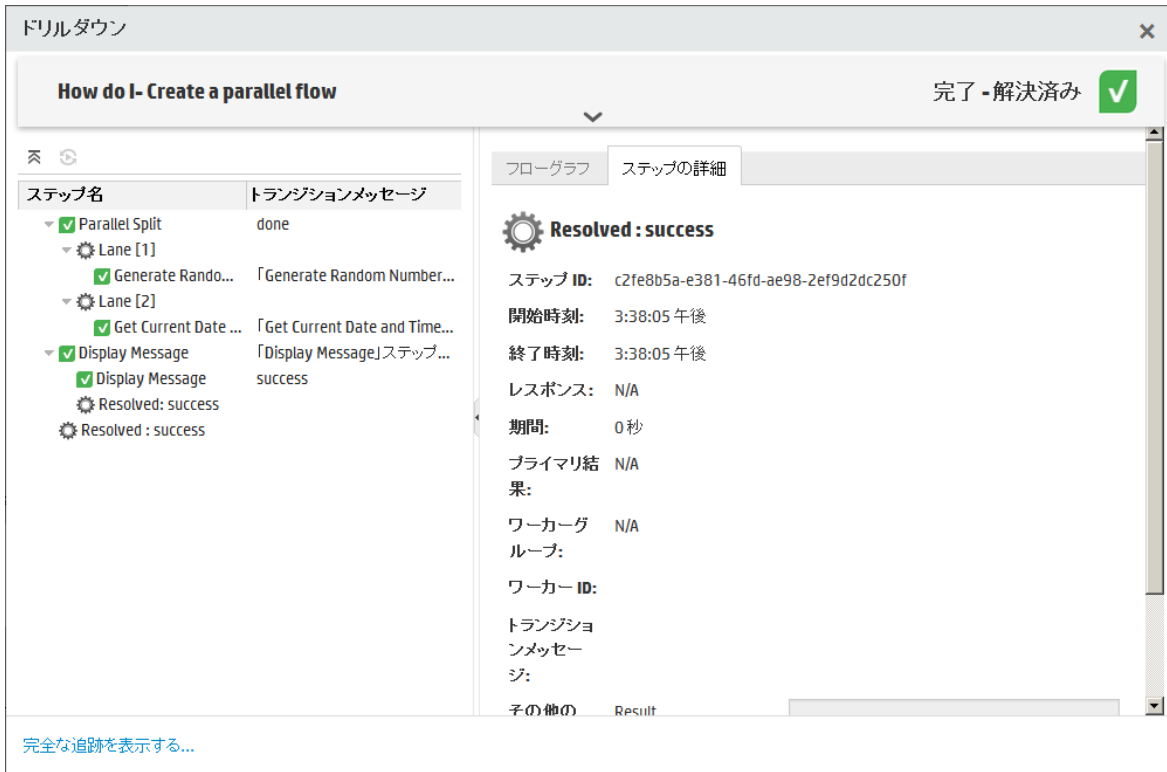 ドリルダウン
How do I- Create a parallel flow
完了 - 解決済み
ステップ名 トランジションメッセージ
Parallel Split done
Lane [1]
Generate Rando... 「Generate Random Number...
Lane [2]
Get Current Date ... 「Get Current Date and Time...
Display Message 「Display Message」ステップ...
Display Message success
Resolved: success
Resolved : success
フローグラフ ステップの詳細
Resolved : success
ステップ ID: c2fe8b5a-e381-46fd-ae98-2ef9d2dc250f
開始時刻: 3:38:05 午後
終了時刻: 3:38:05 午後
レスポンス: N/A
期間: 0 秒
プライマリ結 N/A
果:
ワーカーグ N/A
ループ:
ワーカー ID:
トランジショ
ンメッセー
ジ:
その他の Result
完全な追跡を表示する...